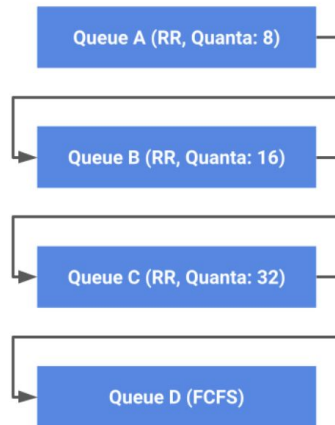 Queue A (RR, Quanta: 8)
Queue B (RR, Quanta: 16)
Queue C (RR, Quanta: 32)
Queue D (FCFS)